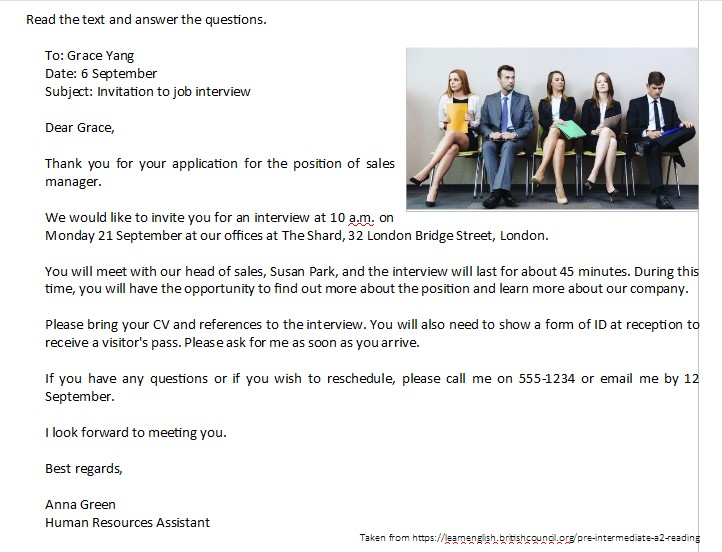 Read the text and answer the questions.
To: Grace Yang
Date: 6 September
Subject: Invitation to job interview
Dear Grace,
Thank you for your application for the position of sales
manager.
We would like to invite you for an interview at 10 a.m. on
Monday 21 September at our offices at The Shard, 32 London Bridge Street, London.
You will meet with our head of sales, Susan Park, and the interview will last for about 45 minutes. During this
time, you will have the opportunity to find out more about the position and learn more about our company.
Please bring your CV and references to the interview. You will also need to show a form of ID at reception to
receive a visitor's pass. Please ask for me as soon as you arrive.
If you have any questions or if you wish to reschedule, please call me on 555-1234 or email me by 12
September.
I look forward to meeting you.
Best regards,
Anna Green
Human Resources Assistant
Taken from https://learnenglish.britishcouncil.org/pre-intermediate-a2-reading